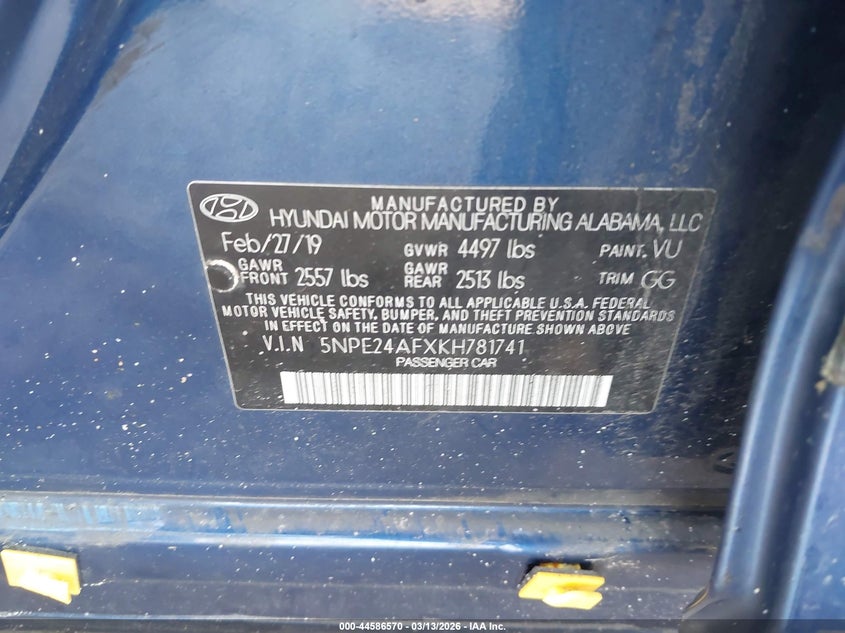 MANUFACTURED BY
HYUNDAI MOTOR MANUFACTURING ALABAMA, LLC
Feb/27/19 GVWR 4497 lbs PAINT. VU
GAWR FRONT 2557 lbs GAWR REAR 2513 lbs TRIM GG
THIS VEHICLE CONFORMS TO ALL APPLICABLE U.S.A. FEDERAL
MOTOR VEHICLE SAFETY, BUMPER, AND THEFT PREVENTION STANDARDS
IN EFFECT ON THE DATE OF MANUFACTURE SHOWN ABOVE
V.I.N 5NPE24AFXKH781741
PASSENGER CAR
000-44586570 - 03/13/2026 - IAA Inc.